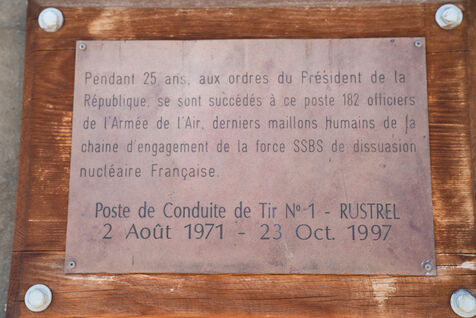 Pendant 25 ans, aux ordres du Président de la
République, se sont succédés à ce poste 182 officiers
de l'Armée de l'Air, derniers maillons humains de la
chaine d'engagement de la force SSBS de dissuasion
nucléaire Française.
Poste de Conduite de Tir Nº 1 - RUSTREL
2 Août 1971 - 23 Oct. 1997